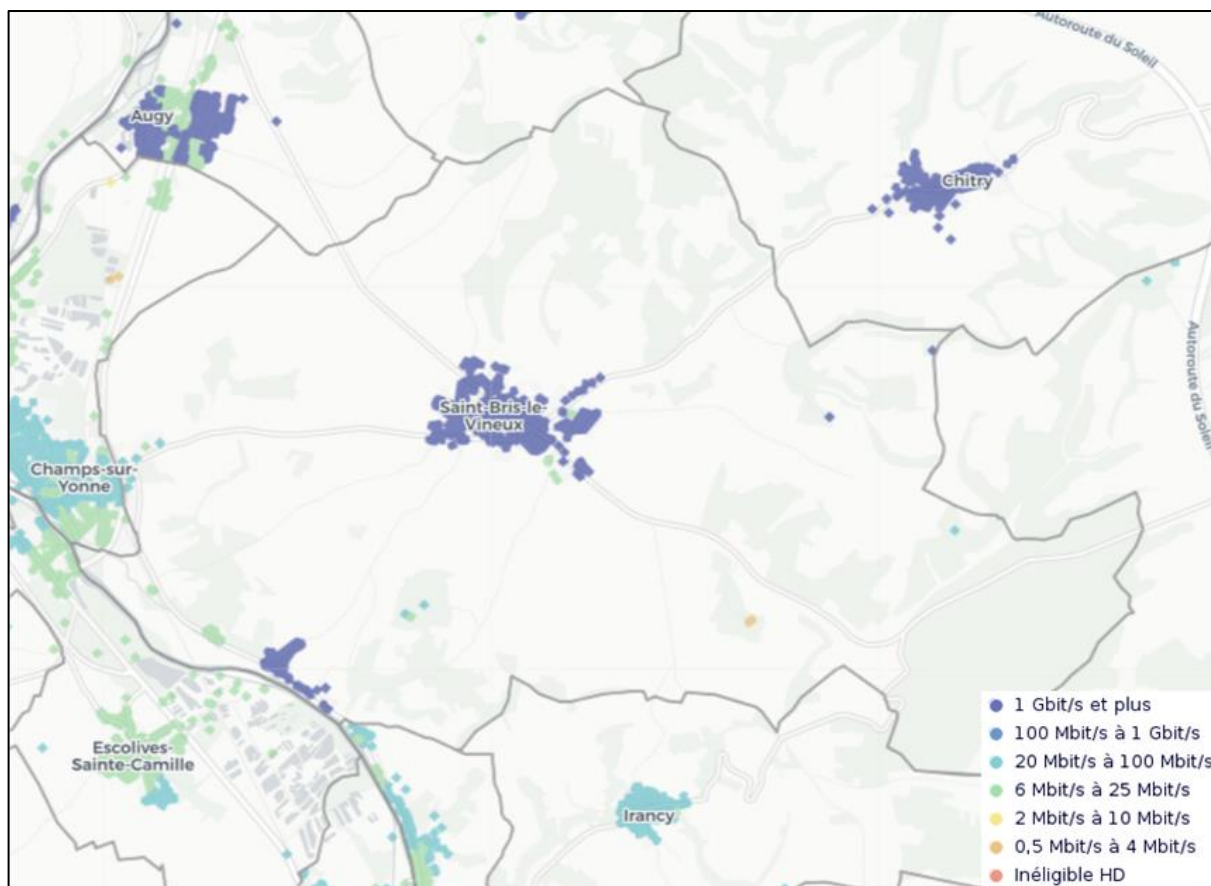 Autoroute du Soleil
Augy
Chitry
Autoroute du Soleil
Saint-Bris-le-
Vineux
Champs-sur-
Yonne
Escolives-
Sainte-Camille
Irancy
1 Gbit/s et plus
100 Mbit/s à 1 Gbit/s
20 Mbit/s à 100 Mbit/s
6 Mbit/s à 25 Mbit/s
2 Mbit/s à 10 Mbit/s
0,5 Mbit/s à 4 Mbit/s
Inéligible HD